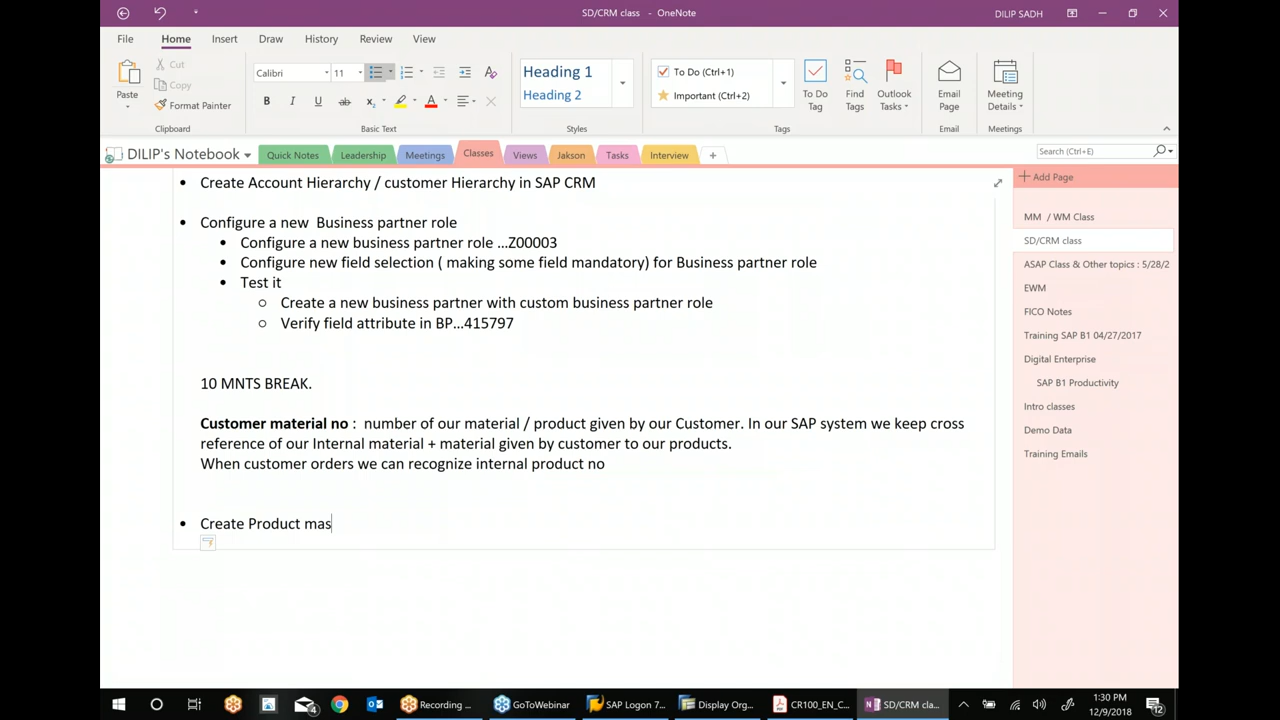 SD/CRM class - OneNote
DILIP SADH
File Home Insert Draw History Review View
Cut
Copy
Format Painter
Paste
Clipboard
Calibri 11
B I U ab x
Basic Text
Heading 1
Heading 2
Styles
To Do (Ctrl+1)
Important (Ctrl+2)
To Do Tag
Find Tags
Tags
Outlook Tasks
Email Page
Email
Meeting Details
Meetings
DILIP's Notebook Quick Notes Leadership Meetings Classes Views Jakson Tasks Interview +
Search (Ctrl+E)
• Create Account Hierarchy / customer Hierarchy in SAP CRM
• Configure a new Business partner role
• Configure a new business partner role ...Z00003
• Configure new field selection ( making some field mandatory) for Business partner role
• Test it
○ Create a new business partner with custom business partner role
○ Verify field attribute in BP...415797
10 MNTS BREAK.
Customer material no : number of our material / product given by our Customer. In our SAP system we keep cross
reference of our Internal material + material given by customer to our products.
When customer orders we can recognize internal product no
• Create Product mas
Add Page
MM / WM Class
SD/CRM class
ASAP Class & Other topics : 5/28/2
EWM
FICO Notes
Training SAP B1 04/27/2017
Digital Enterprise
SAP B1 Productivity
Intro classes
Demo Data
Training Emails
Recording ...
GoToWebinar
SAP Logon 7...
Display Org...
CR100_EN_C...
SD/CRM cla...
1:30 PM
12/9/2018
4
12